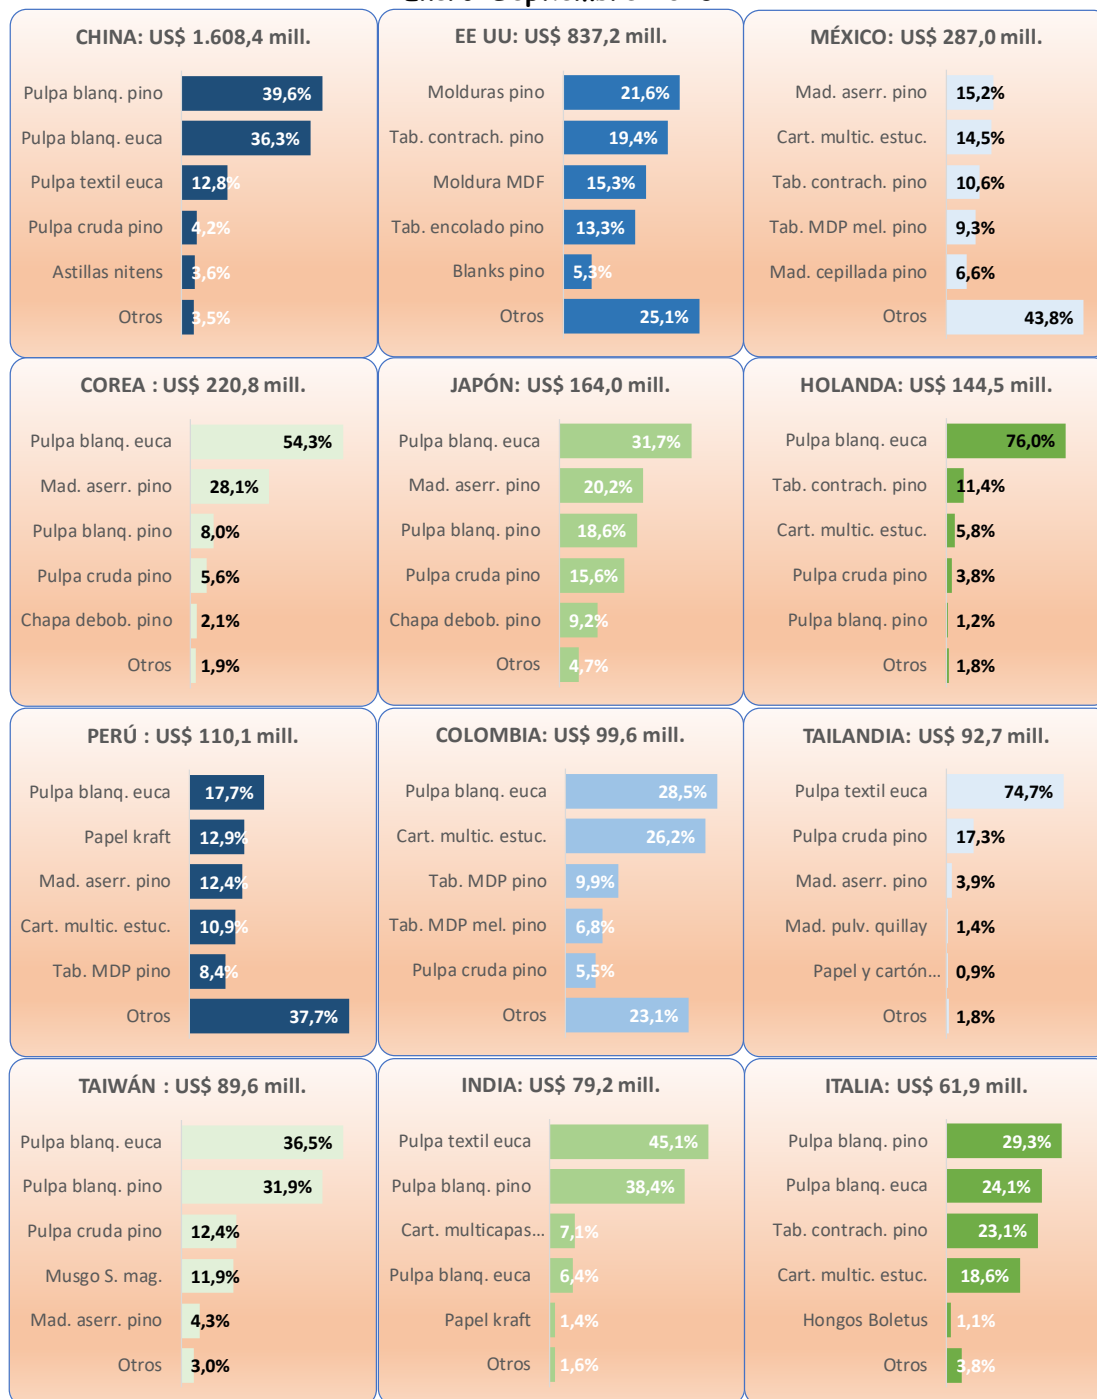 CHINA: US$ 1.608,4 mill.
Pulpa blanq. pino 39,6%
Pulpa blanq. euca 36,3%
Pulpa textil euca 12,8%
Pulpa cruda pino 4,2%
Astillas nitens 3,6%
Otros 3,5%
EE UU: US$ 837,2 mill.
Molduras pino 21,6%
Tab. contrach. pino 19,4%
Moldura MDF 15,3%
Tab. encolado pino 13,3%
Blanks pino 5,3%
Otros 25,1%
MÉXICO: US$ 287,0 mill.
Mad. aserr. pino 15,2%
Cart. multic. estuc. 14,5%
Tab. contrach. pino 10,6%
Tab. MDP mel. pino 9,3%
Mad. cepillada pino 6,6%
Otros 43,8%
COREA : US$ 220,8 mill.
Pulpa blanq. euca 54,3%
Mad. aserr. pino 28,1%
Pulpa blanq. pino 8,0%
Pulpa cruda pino 5,6%
Chapa debob. pino 2,1%
Otros 1,9%
JAPÓN: US$ 164,0 mill.
Pulpa blanq. euca 31,7%
Mad. aserr. pino 20,2%
Pulpa blanq. pino 18,6%
Pulpa cruda pino 15,6%
Chapa debob. pino 9,2%
Otros 4,7%
HOLANDA: US$ 144,5 mill.
Pulpa blanq. euca 76,0%
Tab. contrach. pino 11,4%
Cart. multic. estuc. 5,8%
Pulpa cruda pino 3,8%
Pulpa blanq. pino 1,2%
Otros 1,8%
PERÚ : US$ 110,1 mill.
Pulpa blanq. euca 17,7%
Papel kraft 12,9%
Mad. aserr. pino 12,4%
Cart. multic. estuc. 10,9%
Tab. MDP pino 8,4%
Otros 37,7%
COLOMBIA: US$ 99,6 mill.
Pulpa blanq. euca 28,5%
Cart. multic. estuc. 26,2%
Tab. MDP pino 9,9%
Tab. MDP mel. pino 6,8%
Pulpa cruda pino 5,5%
Otros 23,1%
TAILANDIA: US$ 92,7 mill.
Pulpa textil euca 74,7%
Pulpa cruda pino 17,3%
Mad. aserr. pino 3,9%
Mad. pulv. quillay 1,4%
Papel y cartón... 0,9%
Otros 1,8%
TAIWÁN : US$ 89,6 mill.
Pulpa blanq. euca 36,5%
Pulpa blanq. pino 31,9%
Pulpa cruda pino 12,4%
Musgo S. mag. 11,9%
Mad. aserr. pino 4,3%
Otros 3,0%
INDIA: US$ 79,2 mill.
Pulpa textil euca 45,1%
Pulpa blanq. pino 38,4%
Cart. multicapas... 7,1%
Pulpa blanq. euca 6,4%
Papel kraft 1,4%
Otros 1,6%
ITALIA: US$ 61,9 mill.
Pulpa blanq. pino 29,3%
Pulpa blanq. euca 24,1%
Tab. contrach. pino 23,1%
Cart. multic. estuc. 18,6%
Hongos Boletus 1,1%
Otros 3,8%